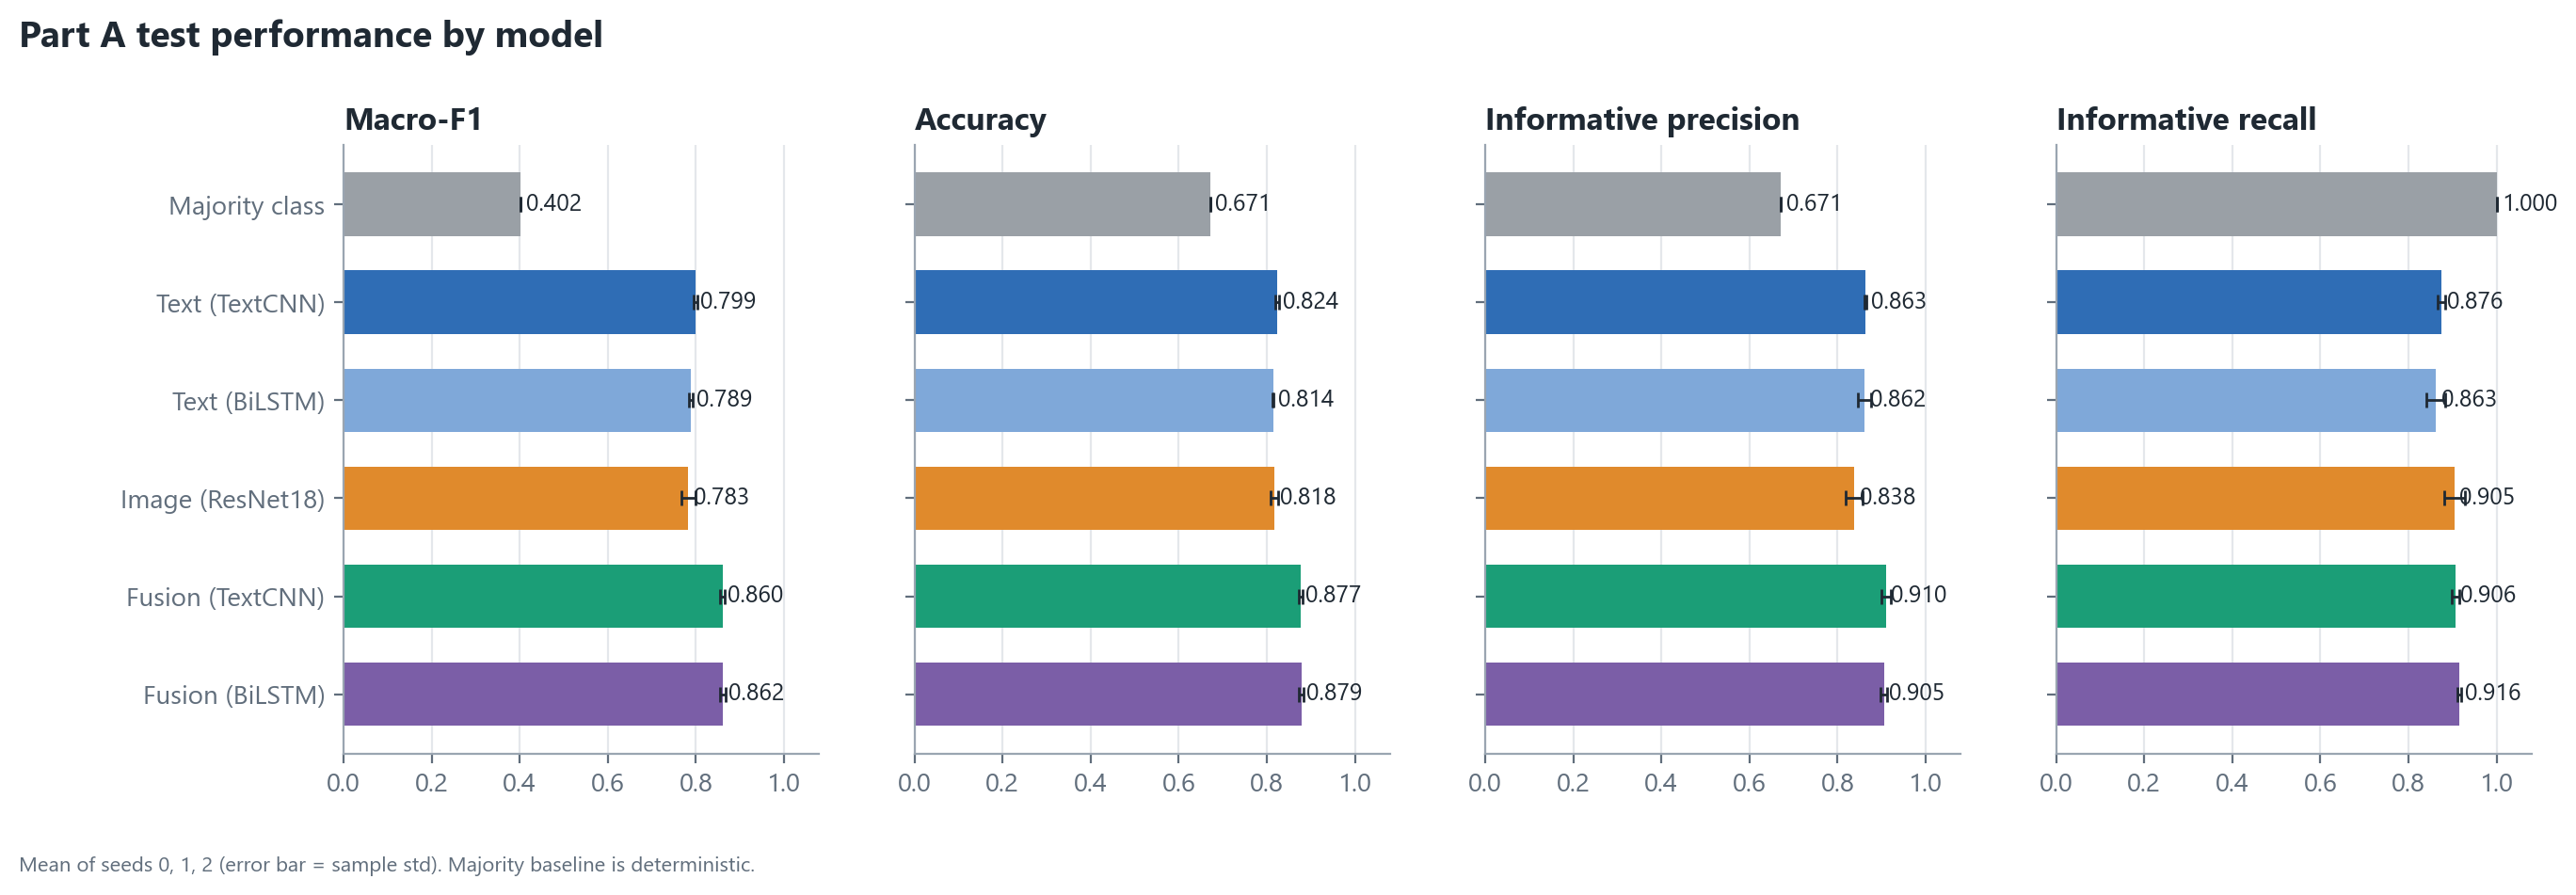 Part A test performance by model
Macro-F1
Accuracy
Informative precision
Informative recall
Majority class
0.402
0.671
0.671
1.000
Text (TextCNN)
0.799
0.824
0.863
0.876
Text (BiLSTM)
0.789
0.814
0.862
0.863
Image (ResNet18)
0.783
0.818
0.838
0.905
Fusion (TextCNN)
0.860
0.877
0.910
0.906
Fusion (BiLSTM)
0.862
0.879
0.905
0.916
0.0 0.2 0.4 0.6 0.8 1.0
0.0 0.2 0.4 0.6 0.8 1.0
0.0 0.2 0.4 0.6 0.8 1.0
0.0 0.2 0.4 0.6 0.8 1.0
Mean of seeds 0, 1, 2 (error bar = sample std). Majority baseline is deterministic.